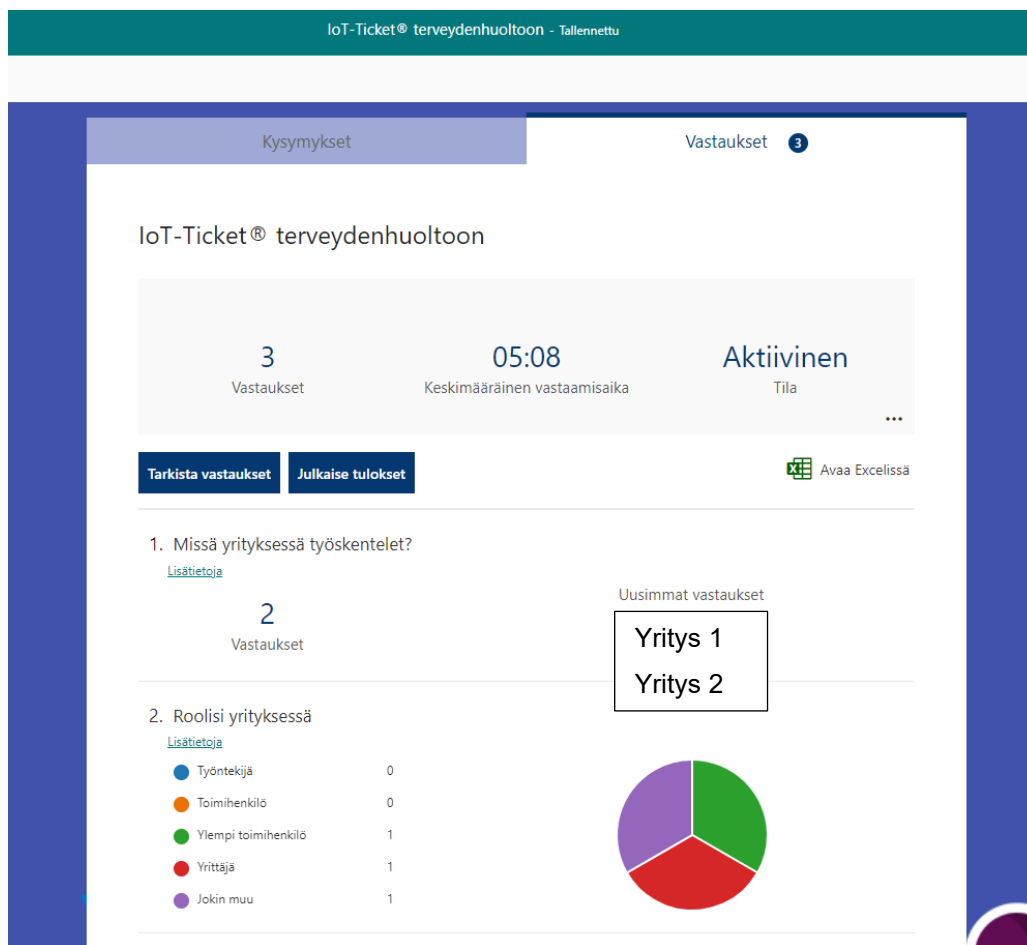 IoT-Ticket® terveydenhuoltoon - Tallennettu
Kysymykset
Vastaukset 3
IoT-Ticket® terveydenhuoltoon
3
Vastaukset
05:08
Keskimääräinen vastaamisaika
Aktiivinen
Tila
...
Tarkista vastaukset
Julkaise tulokset
Avaa Excelissä
1. Missä yrityksessä työskentelet?
Lisätietoja
2
Vastaukset
Uusimmat vastaukset
Yritys 1
Yritys 2
2. Roolisi yrityksessä
Lisätietoja
Työntekijä 0
Toimihenkilö 0
Ylempi toimihenkilö 1
Yrittäjä 1
Jokin muu 1